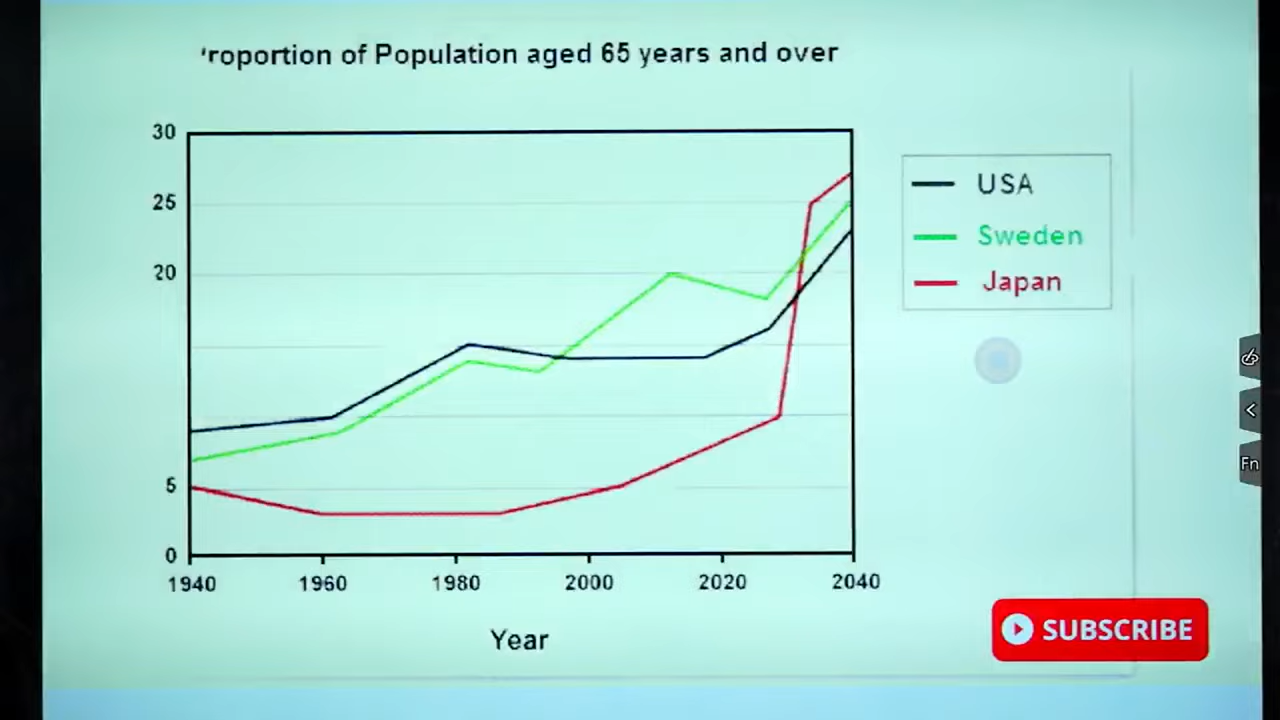 roportion of Population aged 65 years and over
30
25
20
5
0
1940 1960 1980 2000 2020 2040
Year
USA
Sweden
Japan
Fn
SUBSCRIBE